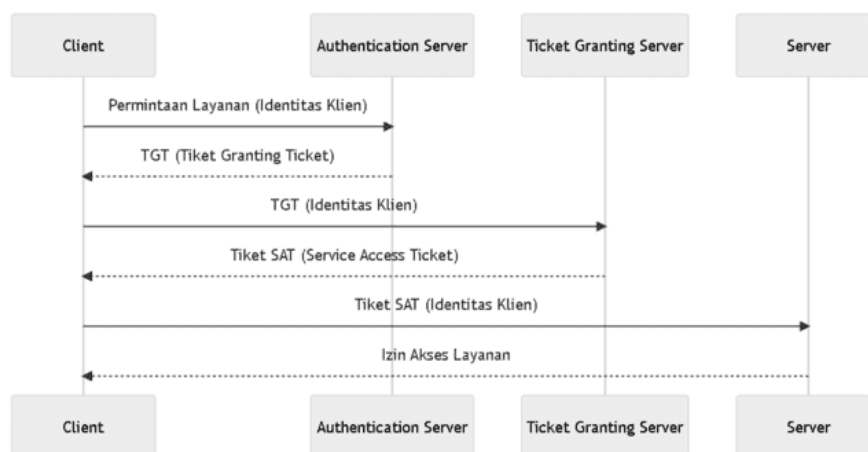 Client Authentication Server Ticket Granting Server Server
Permintaan Layanan (Identitas Klien)
TGT (Tiket Granting Ticket)
TGT (Identitas Klien)
Tiket SAT (Service Access Ticket)
Tiket SAT (Identitas Klien)
Izin Akses Layanan
Client Authentication Server Ticket Granting Server Server